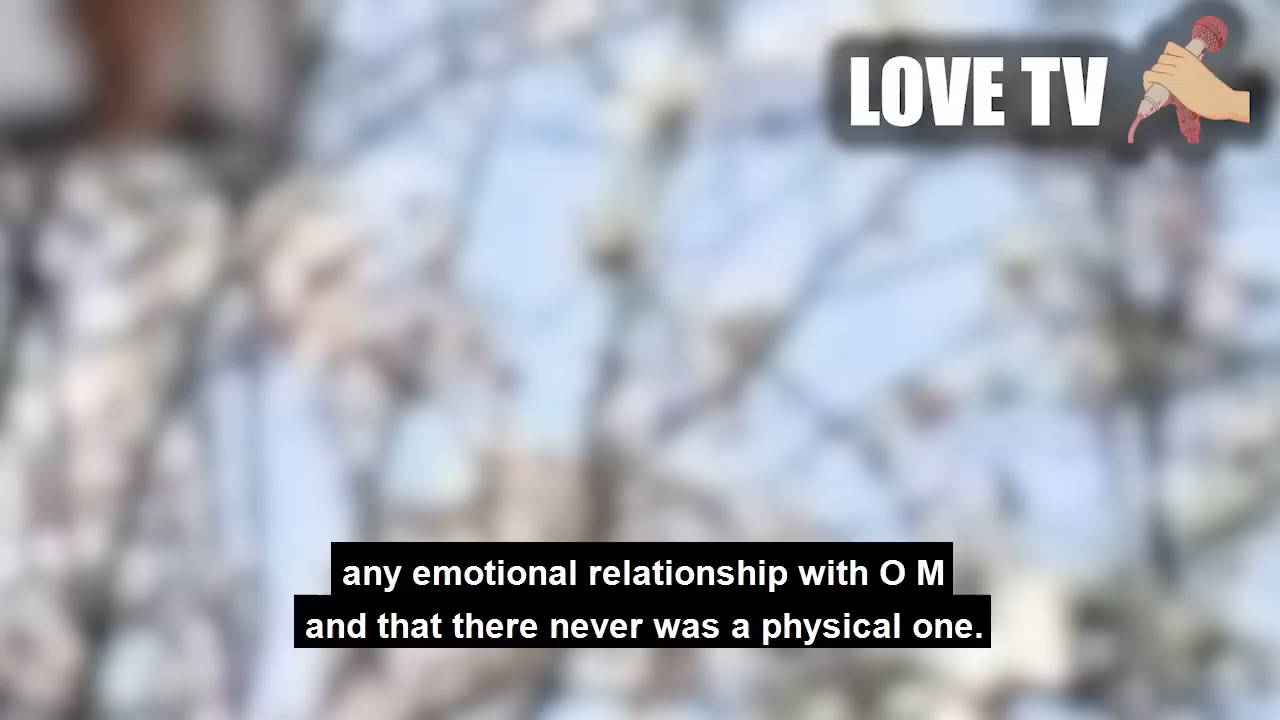 LOVE TV
any emotional relationship with O M
and that there never was a physical one.